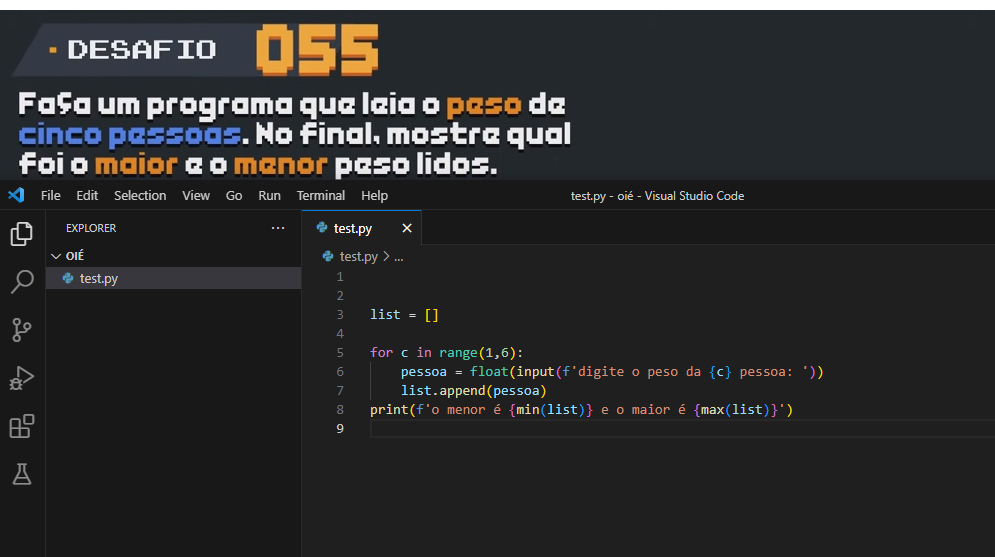 · DESAFIO 055
Faça um programa que leia o peso de
cinco pessoas. No final, mostre qual
foi o maior e o menor peso lidos.
File Edit Selection View Go Run Terminal Help test.py - oié - Visual Studio Code
EXPLORER ··· test.py ×
OIÉ test.py > ...
test.py
1
2
3 list = []
4
5 for c in range(1,6):
6 pessoa = float(input(f'digite o peso da {c} pessoa: '))
7 list.append(pessoa)
8 print(f'o menor é {min(list)} e o maior é {max(list)}')
9